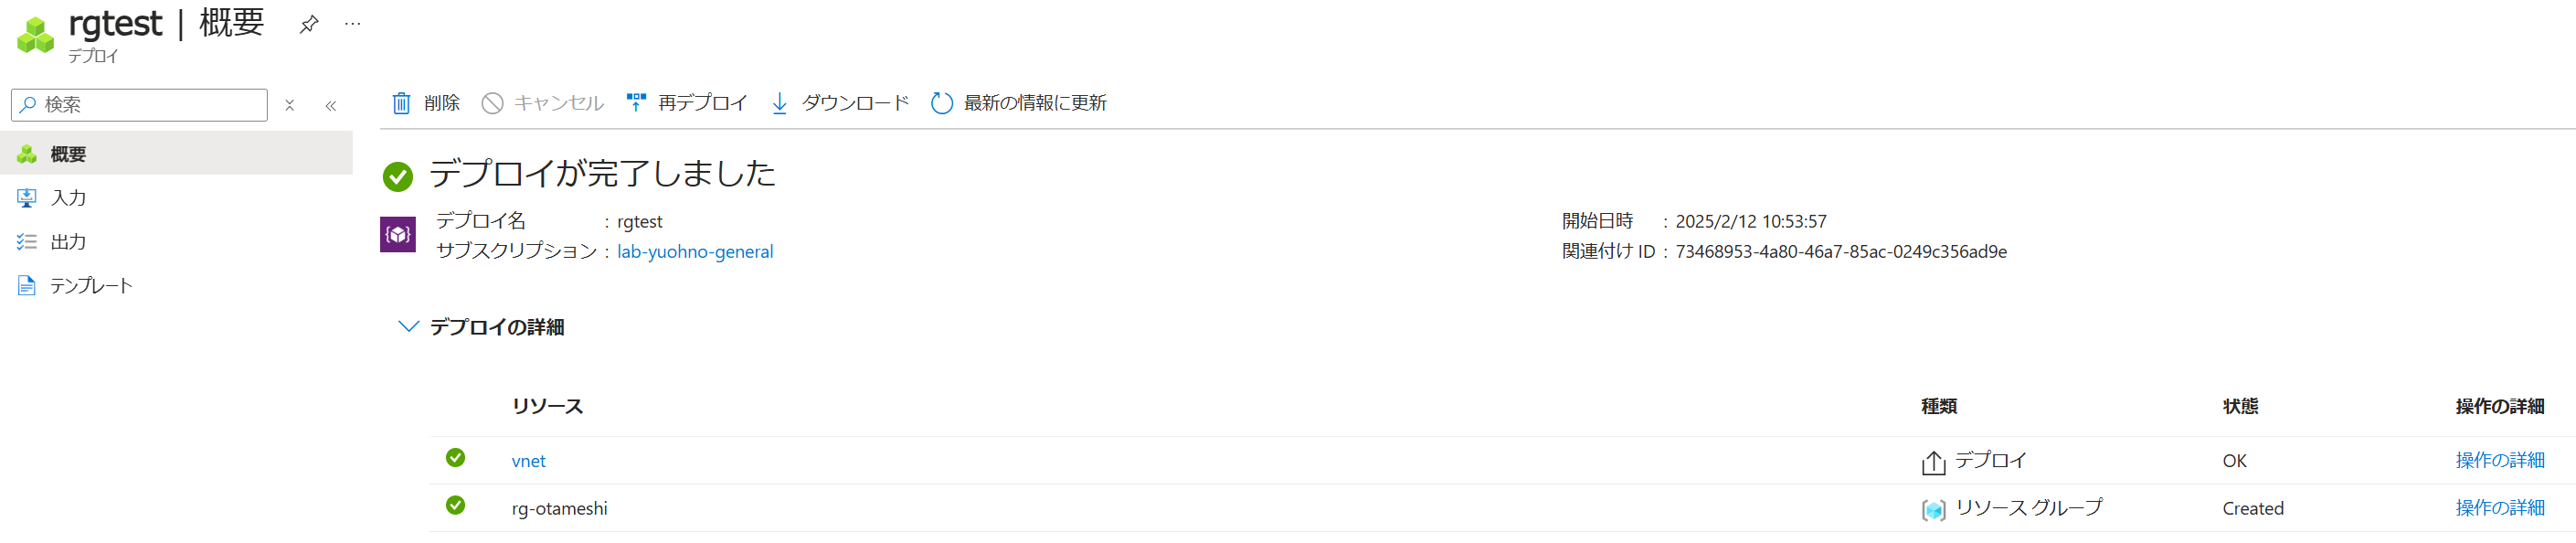 rgtest | 概要
デプロイ
検索
概要
入力
出力
テンプレート
削除 キャンセル 再デプロイ ダウンロード 最新の情報に更新
デプロイが完了しました
デプロイ名 : rgtest
サブスクリプション : lab-yuohno-general
開始日時 : 2025/2/12 10:53:57
関連付け ID : 73468953-4a80-46a7-85ac-0249c356ad9e
デプロイの詳細
リソース 種類 状態 操作の詳細
vnet デプロイ OK 操作の詳細
rg-otameshi リソース グループ Created 操作の詳細